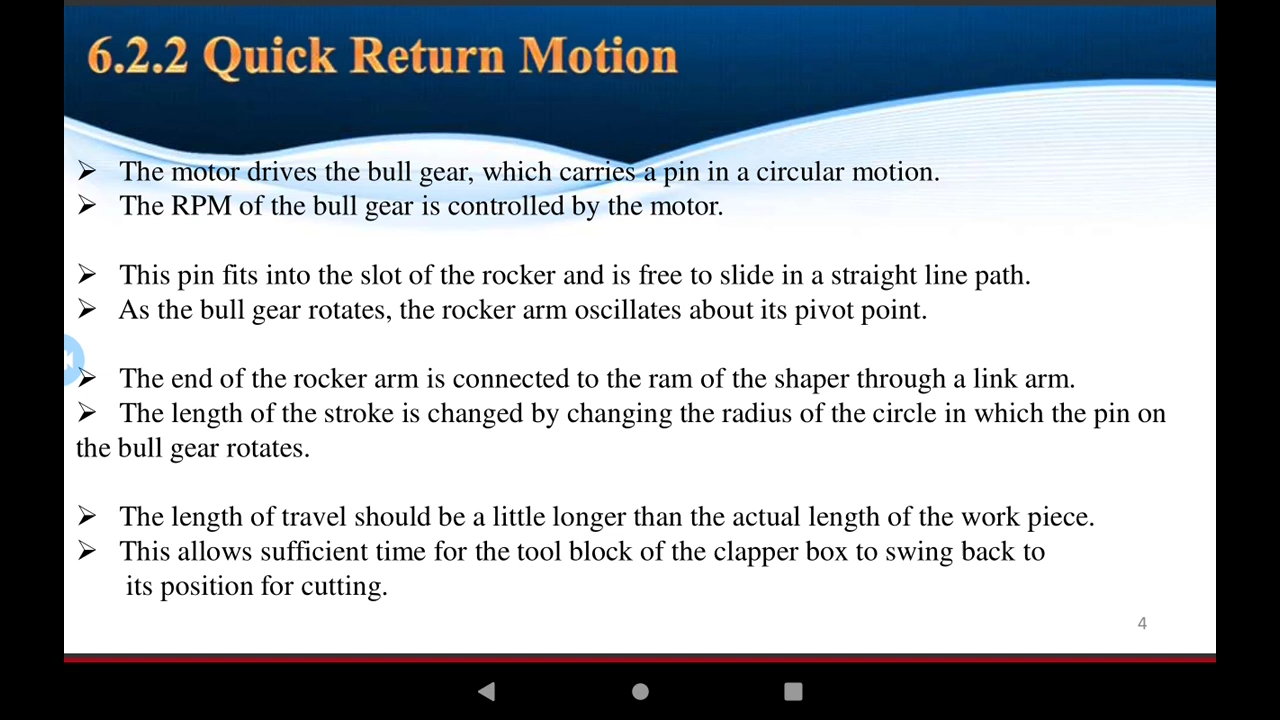 6.2.2 Quick Return Motion
➢ The motor drives the bull gear, which carries a pin in a circular motion.
➢ The RPM of the bull gear is controlled by the motor.
➢ This pin fits into the slot of the rocker and is free to slide in a straight line path.
➢ As the bull gear rotates, the rocker arm oscillates about its pivot point.
➢ The end of the rocker arm is connected to the ram of the shaper through a link arm.
➢ The length of the stroke is changed by changing the radius of the circle in which the pin on
the bull gear rotates.
➢ The length of travel should be a little longer than the actual length of the work piece.
➢ This allows sufficient time for the tool block of the clapper box to swing back to
its position for cutting.
4